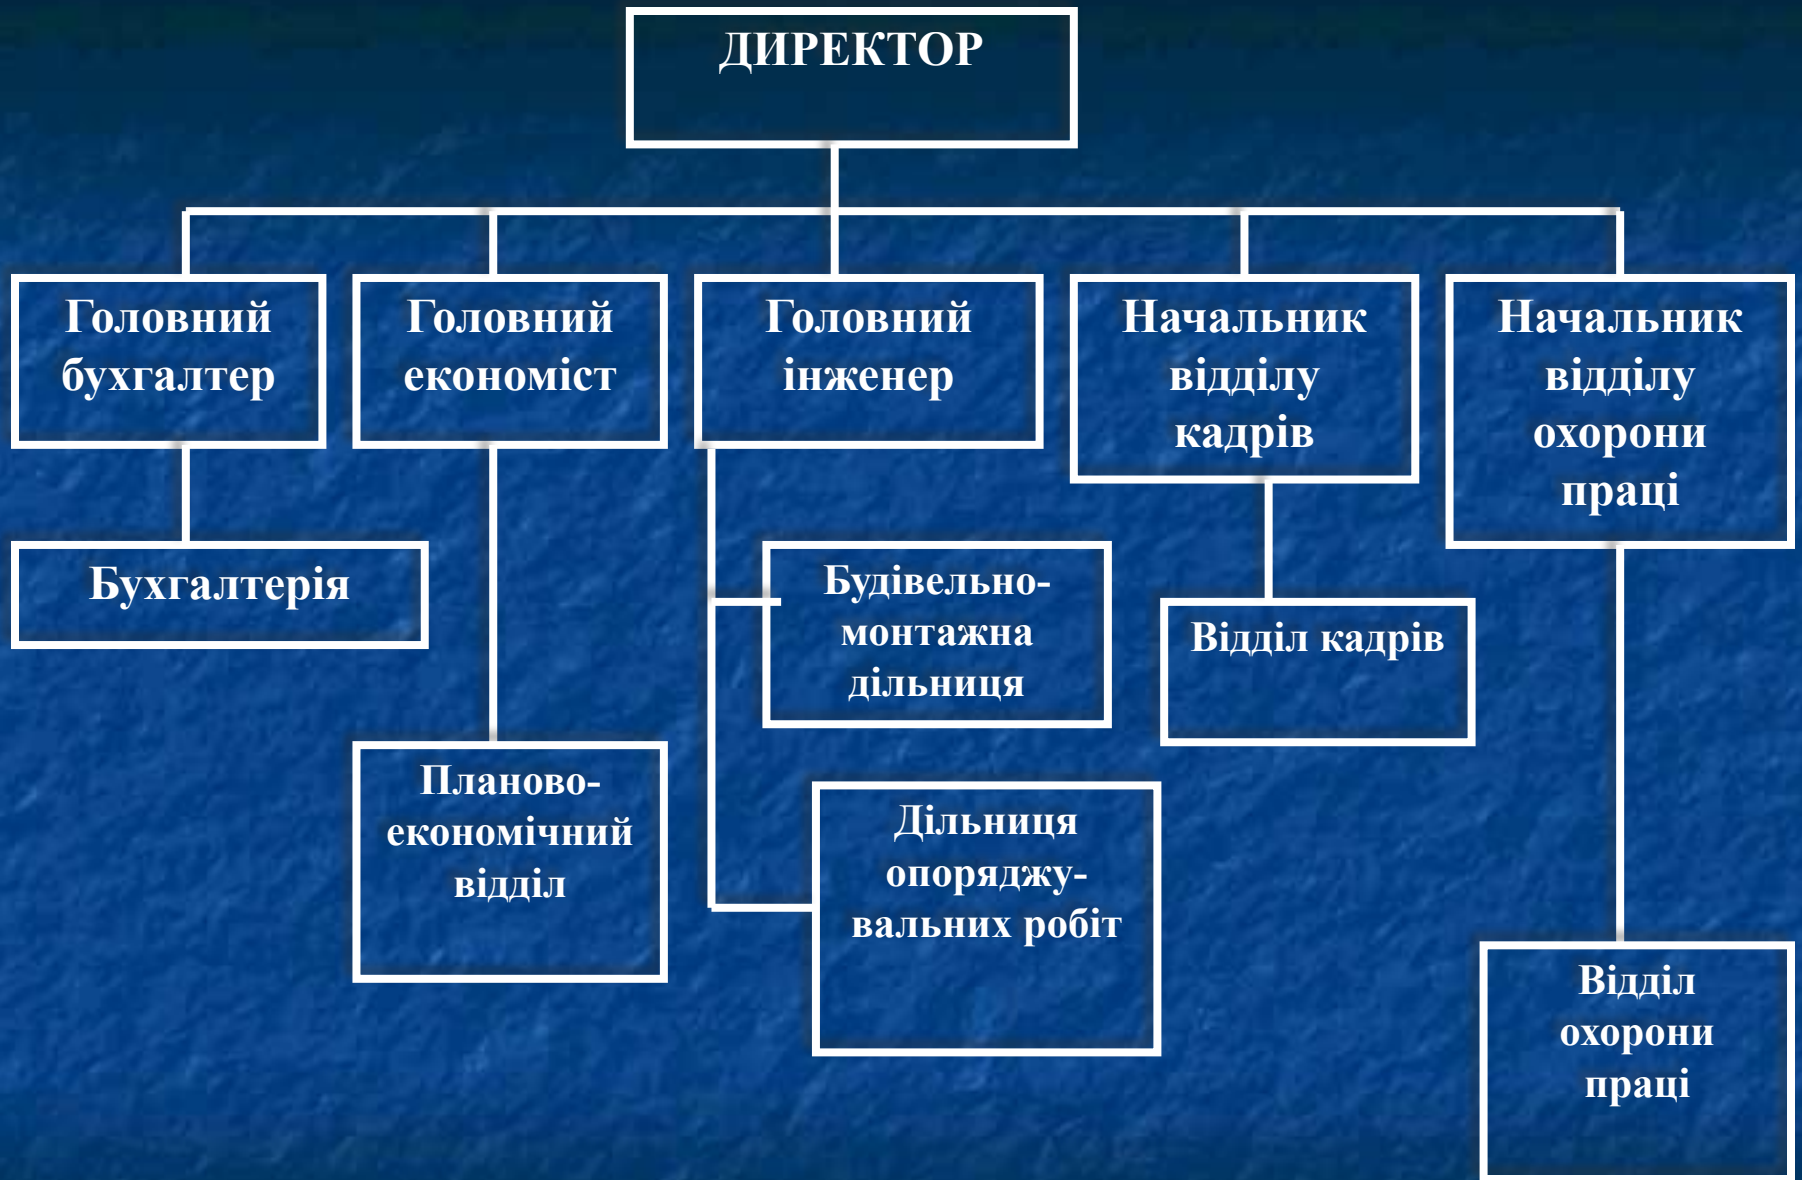 ДИРЕКТОР
Головний
бухгалтер
Головний
економіст
Головний
інженер
Начальник
відділу
кадрів
Начальник
відділу
охорони
праці
Бухгалтерія
Будівельно-
монтажна
дільниця
Відділ кадрів
Планово-
економічний
відділ
Дільниця
опоряджу-
вальних робіт
Відділ
охорони
праці